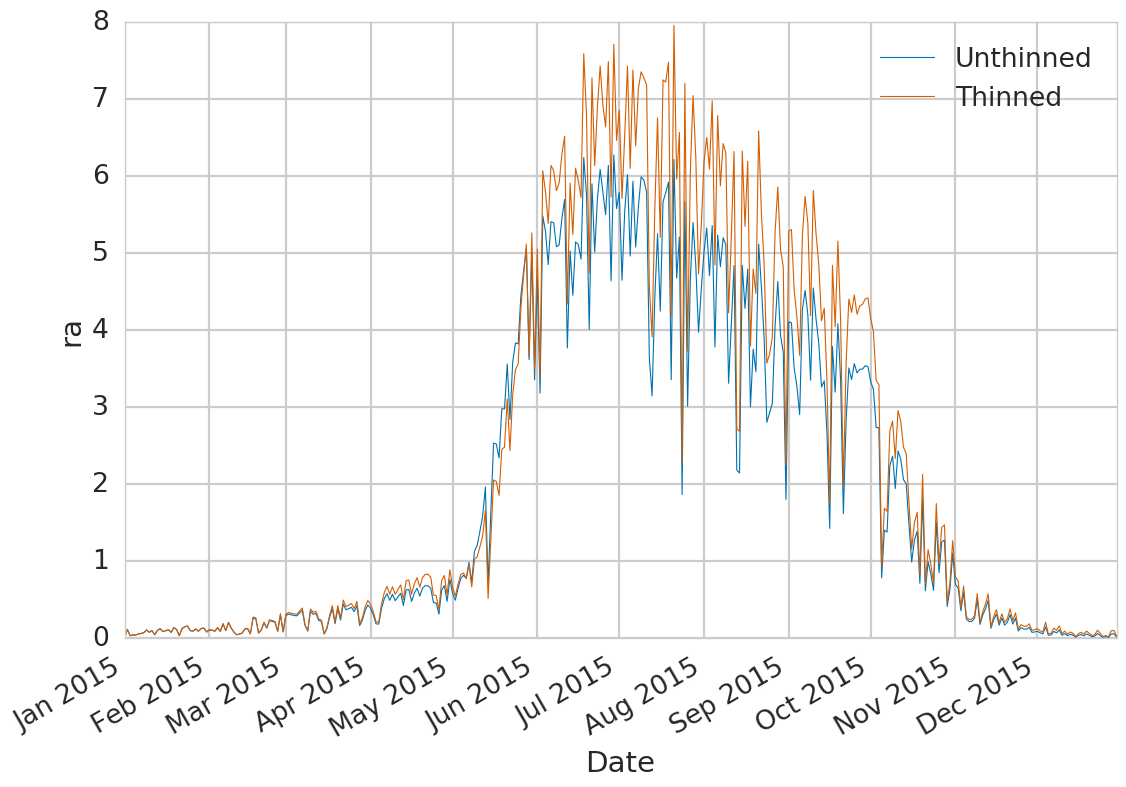 8
7
6
5
4
3
2
1
0
ra
Unthinned
Thinned
Jan 2015
Feb 2015
Mar 2015
Apr 2015
May 2015
Jun 2015
Jul 2015
Aug 2015
Sep 2015
Oct 2015
Nov 2015
Dec 2015
Date